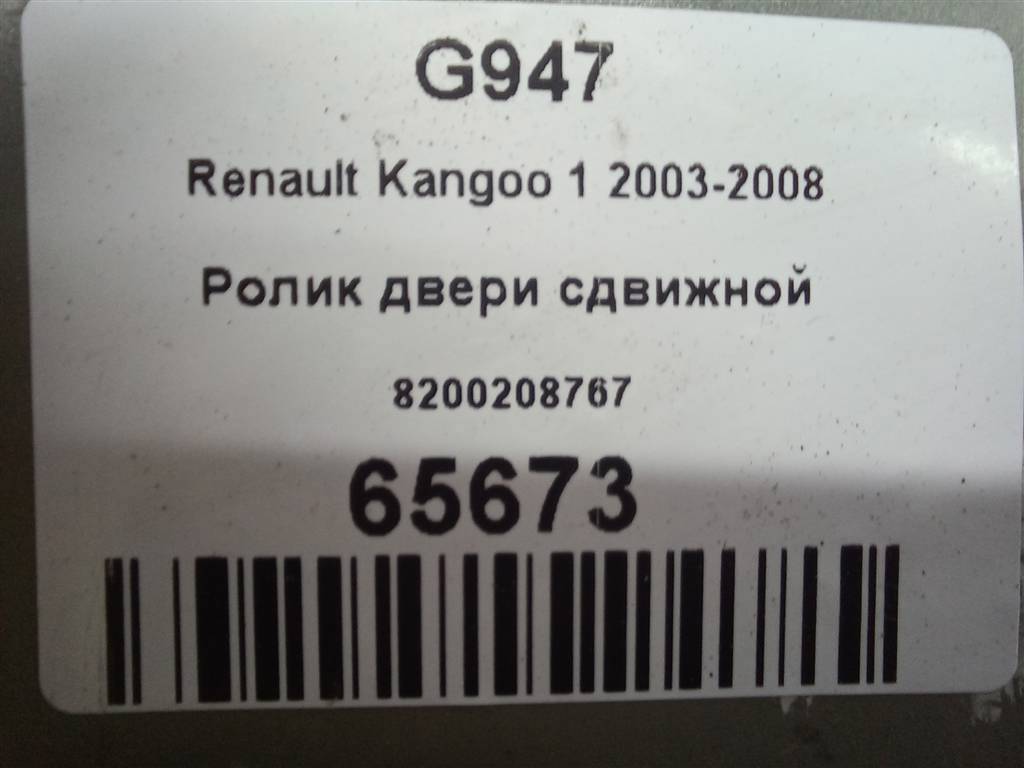 G947
Renault Kangoo 1 2003-2008
Ролик двери сдвижной
8200208767
65673